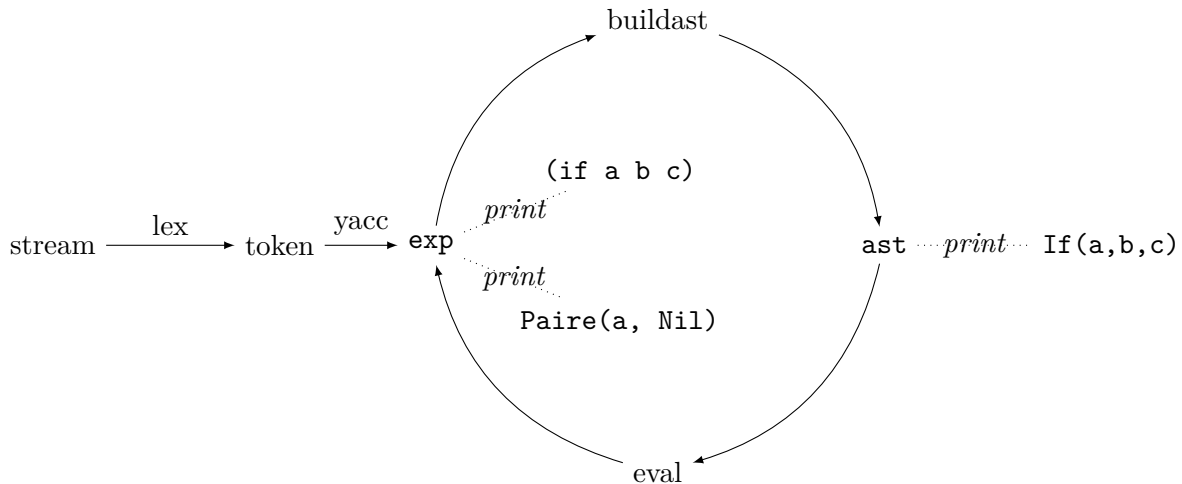 buildast
(if a b c)
print
lex
yacc
stream
token
exp
ast
print
If(a,b,c)
print
Paire(a, Nil)
eval